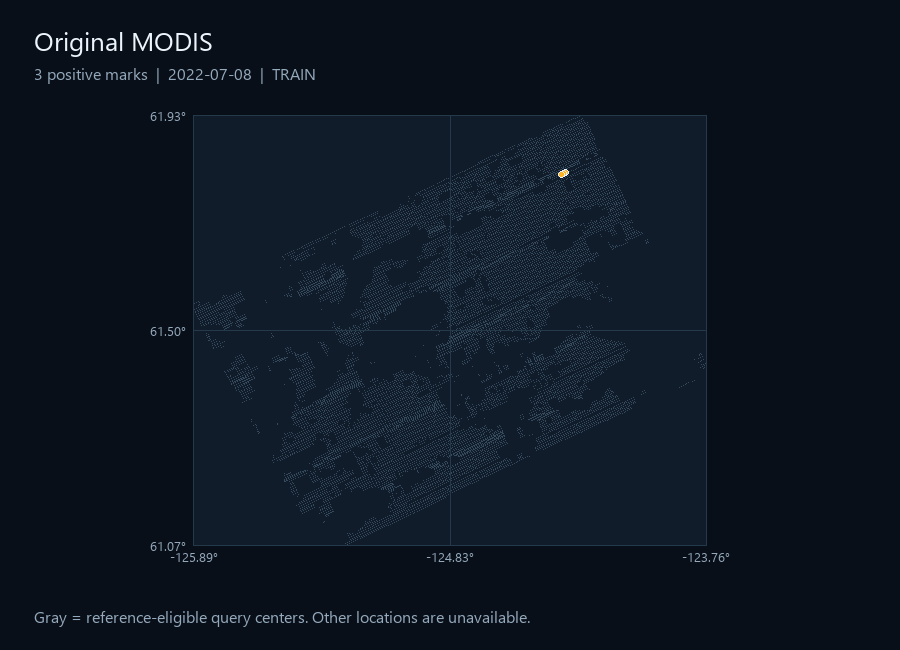 Original MODIS
3 positive marks | 2022-07-08 | TRAIN
61.93°
61.50°
61.07°
-125.89°
-124.83°
-123.76°
Gray = reference-eligible query centers. Other locations are unavailable.